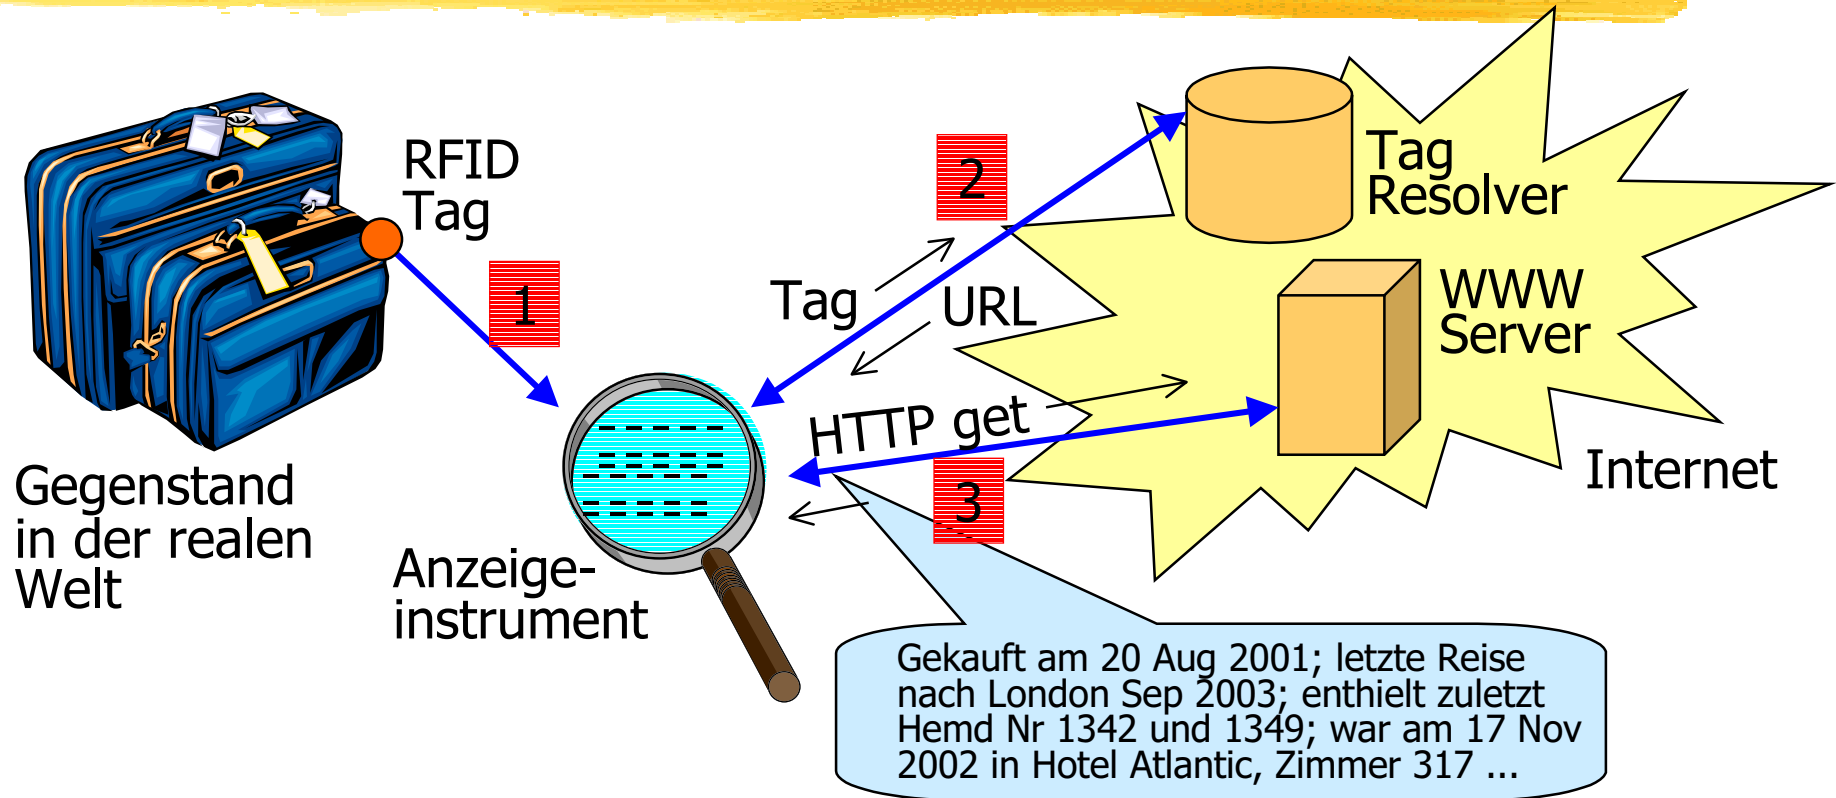 RFID
Tag
1
2
Tag
Resolver
Tag
URL
WWW
Server
HTTP get
3
Internet
Gegenstand
in der realen
Welt
Anzeige-
instrument
Gekauft am 20 Aug 2001; letzte Reise
nach London Sep 2003; enthielt zuletzt
Hemd Nr 1342 und 1349; war am 17 Nov
2002 in Hotel Atlantic, Zimmer 317 ...